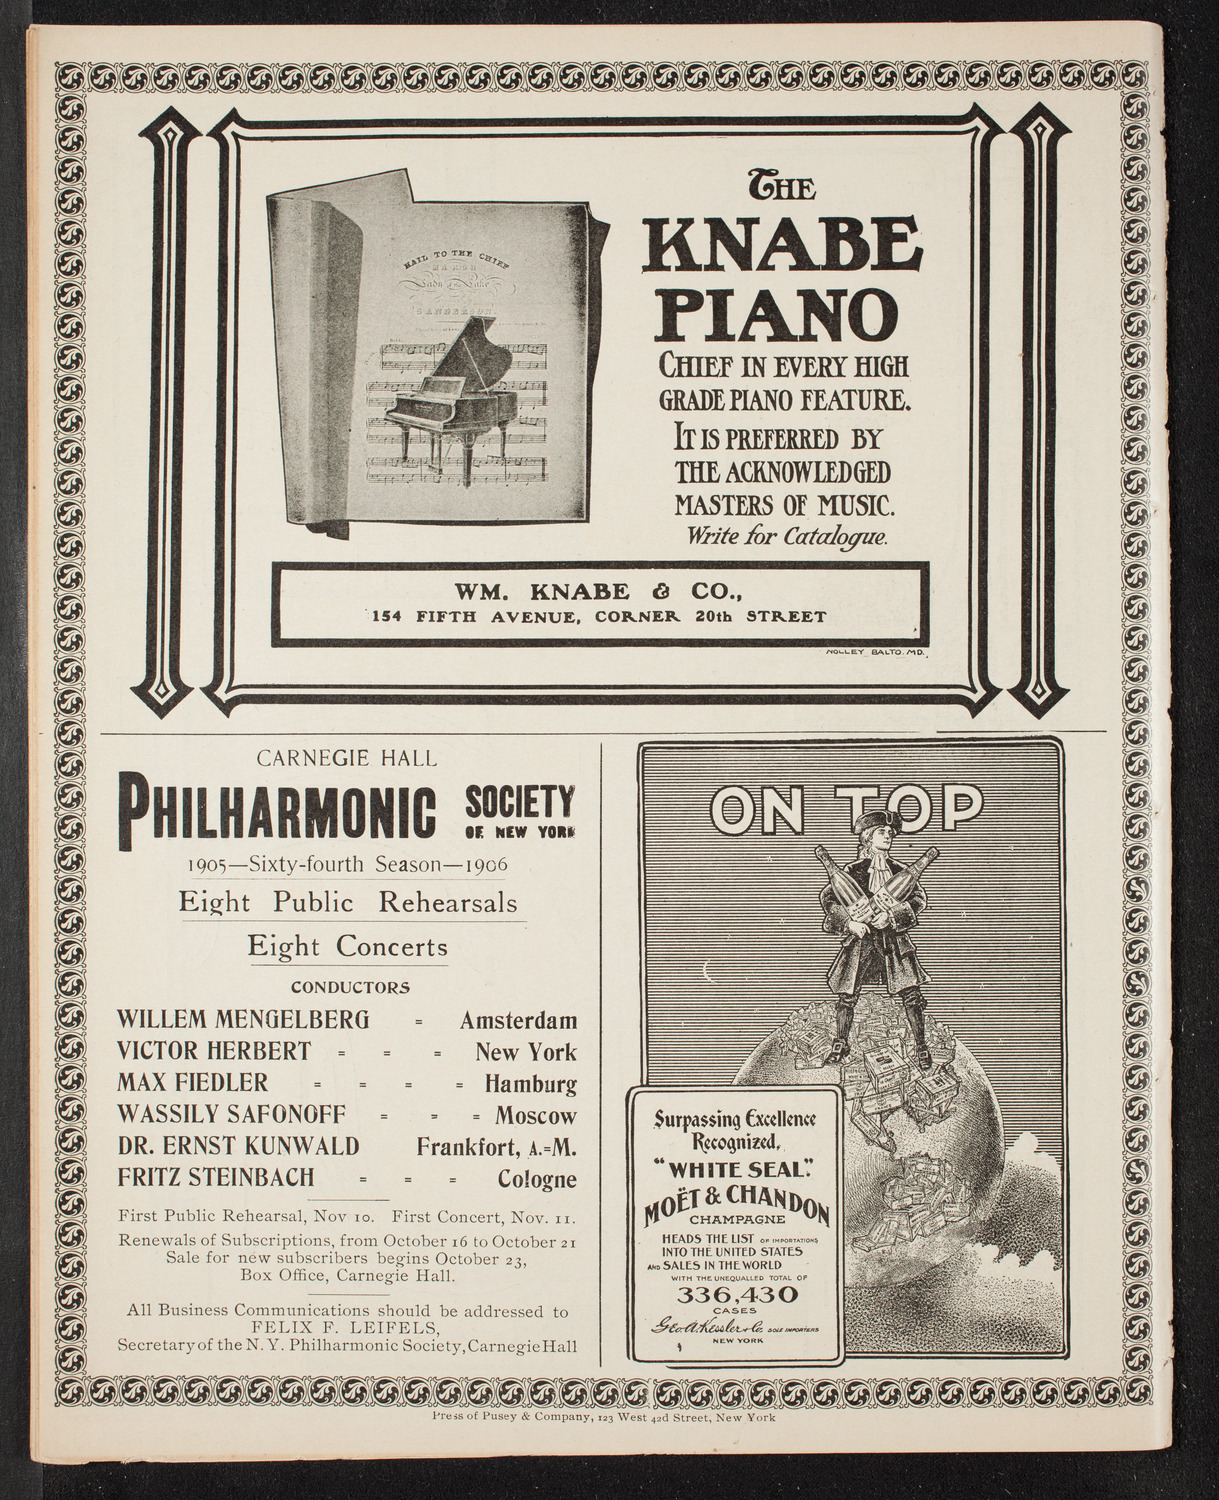 HAIL TO THE CHIEF
MARCH
Lady of the Lake
SANDERSON.
THE
KNABE
PIANO
CHIEF IN EVERY HIGH
GRADE PIANO FEATURE.
IT IS PREFERRED BY
THE ACKNOWLEDGED
MASTERS OF MUSIC.
Write for Catalogue.
WM. KNABE & CO.,
154 FIFTH AVENUE, CORNER 20th STREET
NOLLEY BALTO. MD.
CARNEGIE HALL
PHILHARMONIC SOCIETY
OF NEW YORK
1905—Sixty-fourth Season—1906
Eight Public Rehearsals
Eight Concerts
CONDUCTORS
WILLEM MENGELBERG - Amsterdam
VICTOR HERBERT - - - New York
MAX FIEDLER - - - - Hamburg
WASSILY SAFONOFF - - - Moscow
DR. ERNST KUNWALD Frankfort, A.-M.
FRITZ STEINBACH - - - Cologne
First Public Rehearsal, Nov 10. First Concert, Nov. 11.
Renewals of Subscriptions, from October 16 to October 21
Sale for new subscribers begins October 23,
Box Office, Carnegie Hall.
All Business Communications should be addressed to
FELIX F. LEIFELS,
Secretary of the N. Y. Philharmonic Society, Carnegie Hall
ON TOP
Surpassing Excellence
Recognized,
"WHITE SEAL".
MOËT & CHANDON
CHAMPAGNE
HEADS THE LIST OF IMPORTATIONS
INTO THE UNITED STATES
AND SALES IN THE WORLD
WITH THE UNEQUALLED TOTAL OF
336,430
CASES
Geo. A. Kessler & Co. SOLE IMPORTERS
NEW YORK
Press of Pusey & Company, 123 West 42d Street, New York